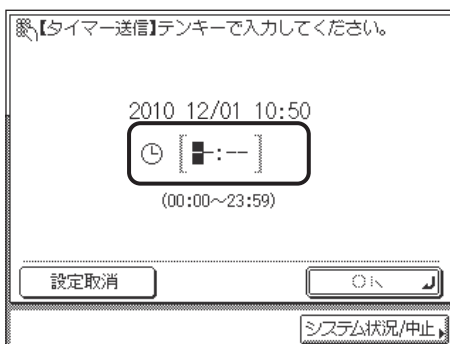 【タイマー送信】テンキーで入力してください。
2010 12/01 10:50
[--:--]
(00:00～23:59)
設定取消
OK
システム状況/中止